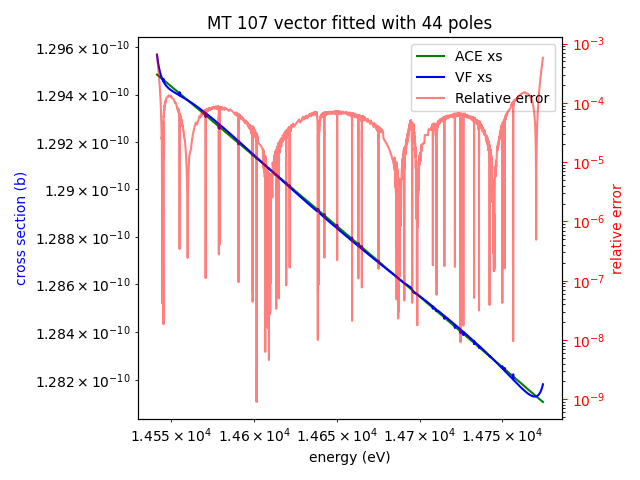 MT 107 vector fitted with 44 poles
ACE xs
VF xs
Relative error
1.296 × 10⁻¹⁰
1.294 × 10⁻¹⁰
1.292 × 10⁻¹⁰
1.29 × 10⁻¹⁰
1.288 × 10⁻¹⁰
1.286 × 10⁻¹⁰
1.284 × 10⁻¹⁰
1.282 × 10⁻¹⁰
cross section (b)
10⁻³
10⁻⁴
10⁻⁵
10⁻⁶
10⁻⁷
10⁻⁸
10⁻⁹
relative error
1.455 × 10⁴ 1.46 × 10⁴ 1.465 × 10⁴ 1.47 × 10⁴ 1.475 × 10⁴
energy (eV)